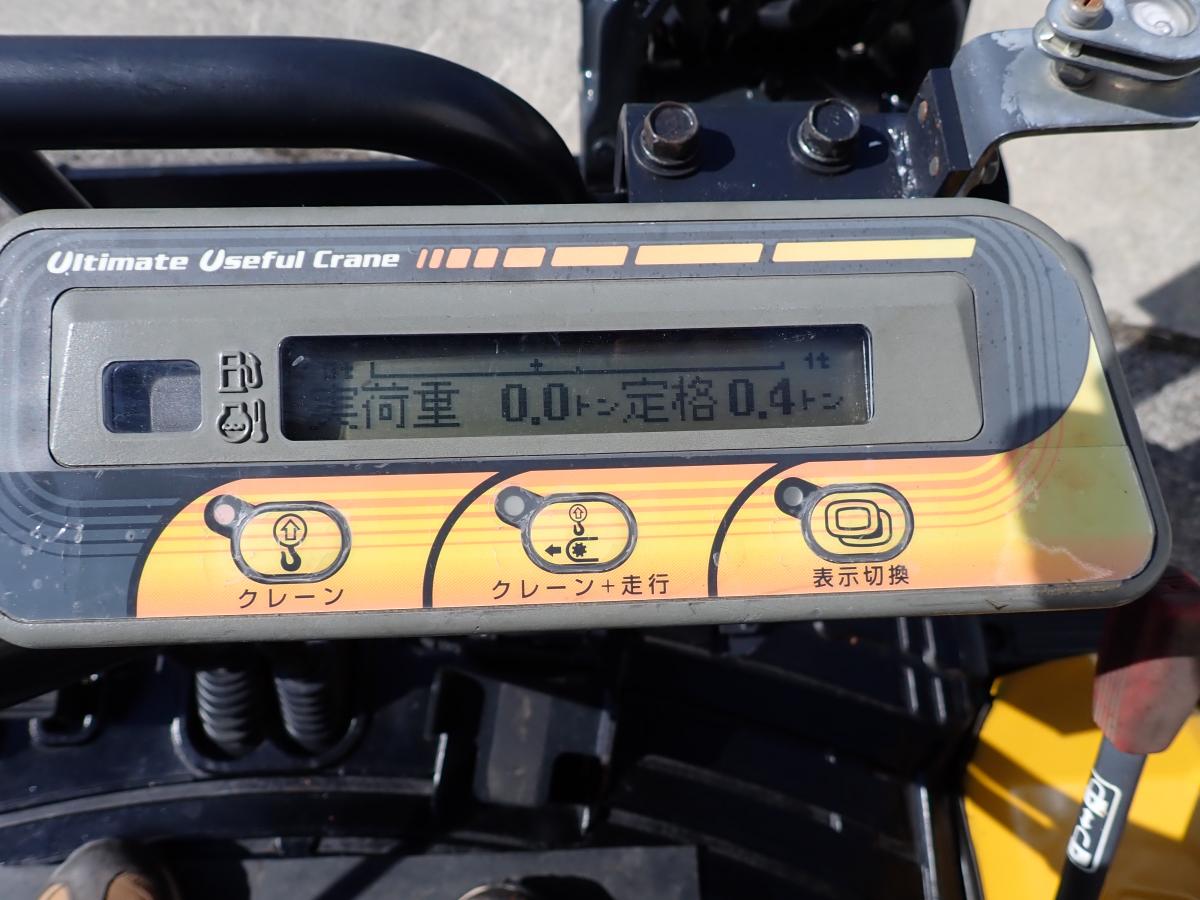 Ultimate Useful Crane
1t
実荷重 0.0トン 定格0.4トン
クレーン
クレーン+走行
表示切換